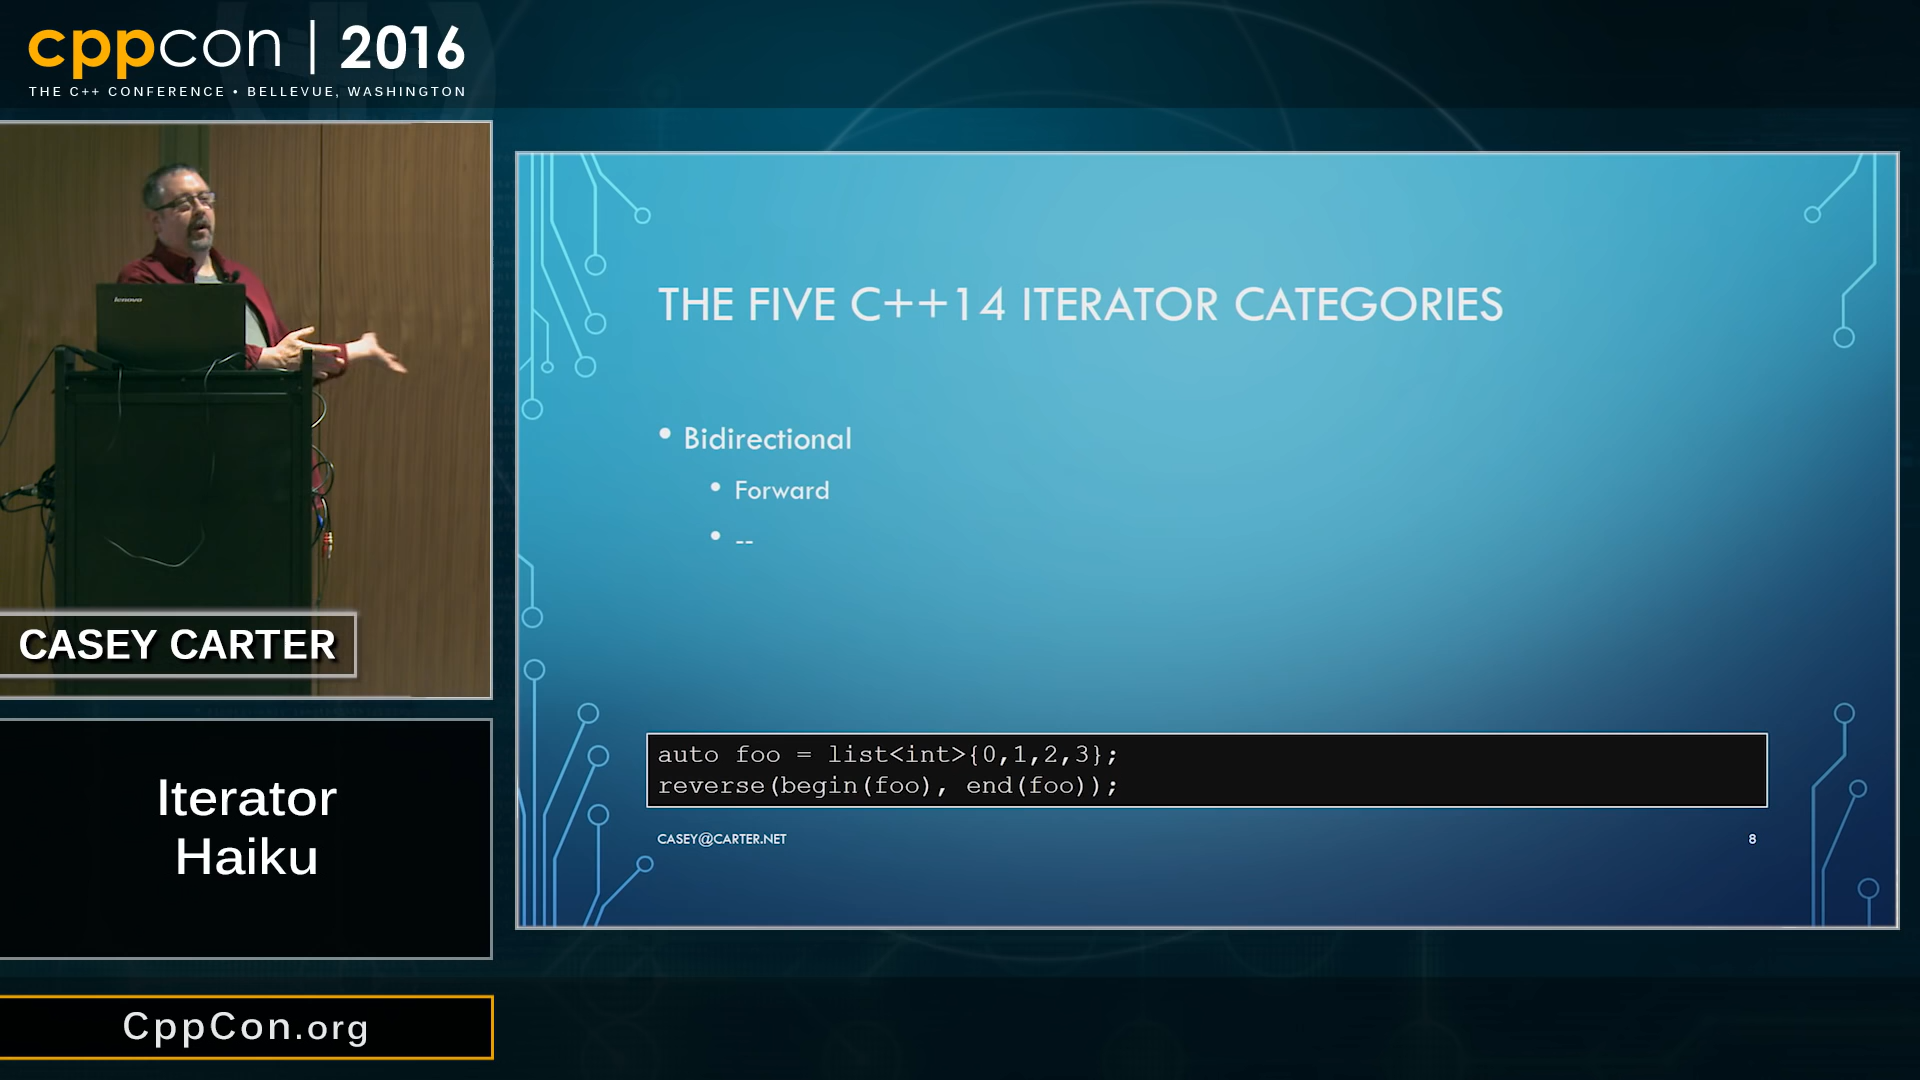 cppcon | 2016
THE C++ CONFERENCE • BELLEVUE, WASHINGTON
lenovo
CASEY CARTER
Iterator
Haiku
CppCon.org
THE FIVE C++14 ITERATOR CATEGORIES
• Bidirectional
• Forward
• --
auto foo = list<int>{0,1,2,3};
reverse(begin(foo), end(foo));
CASEY@CARTER.NET
8